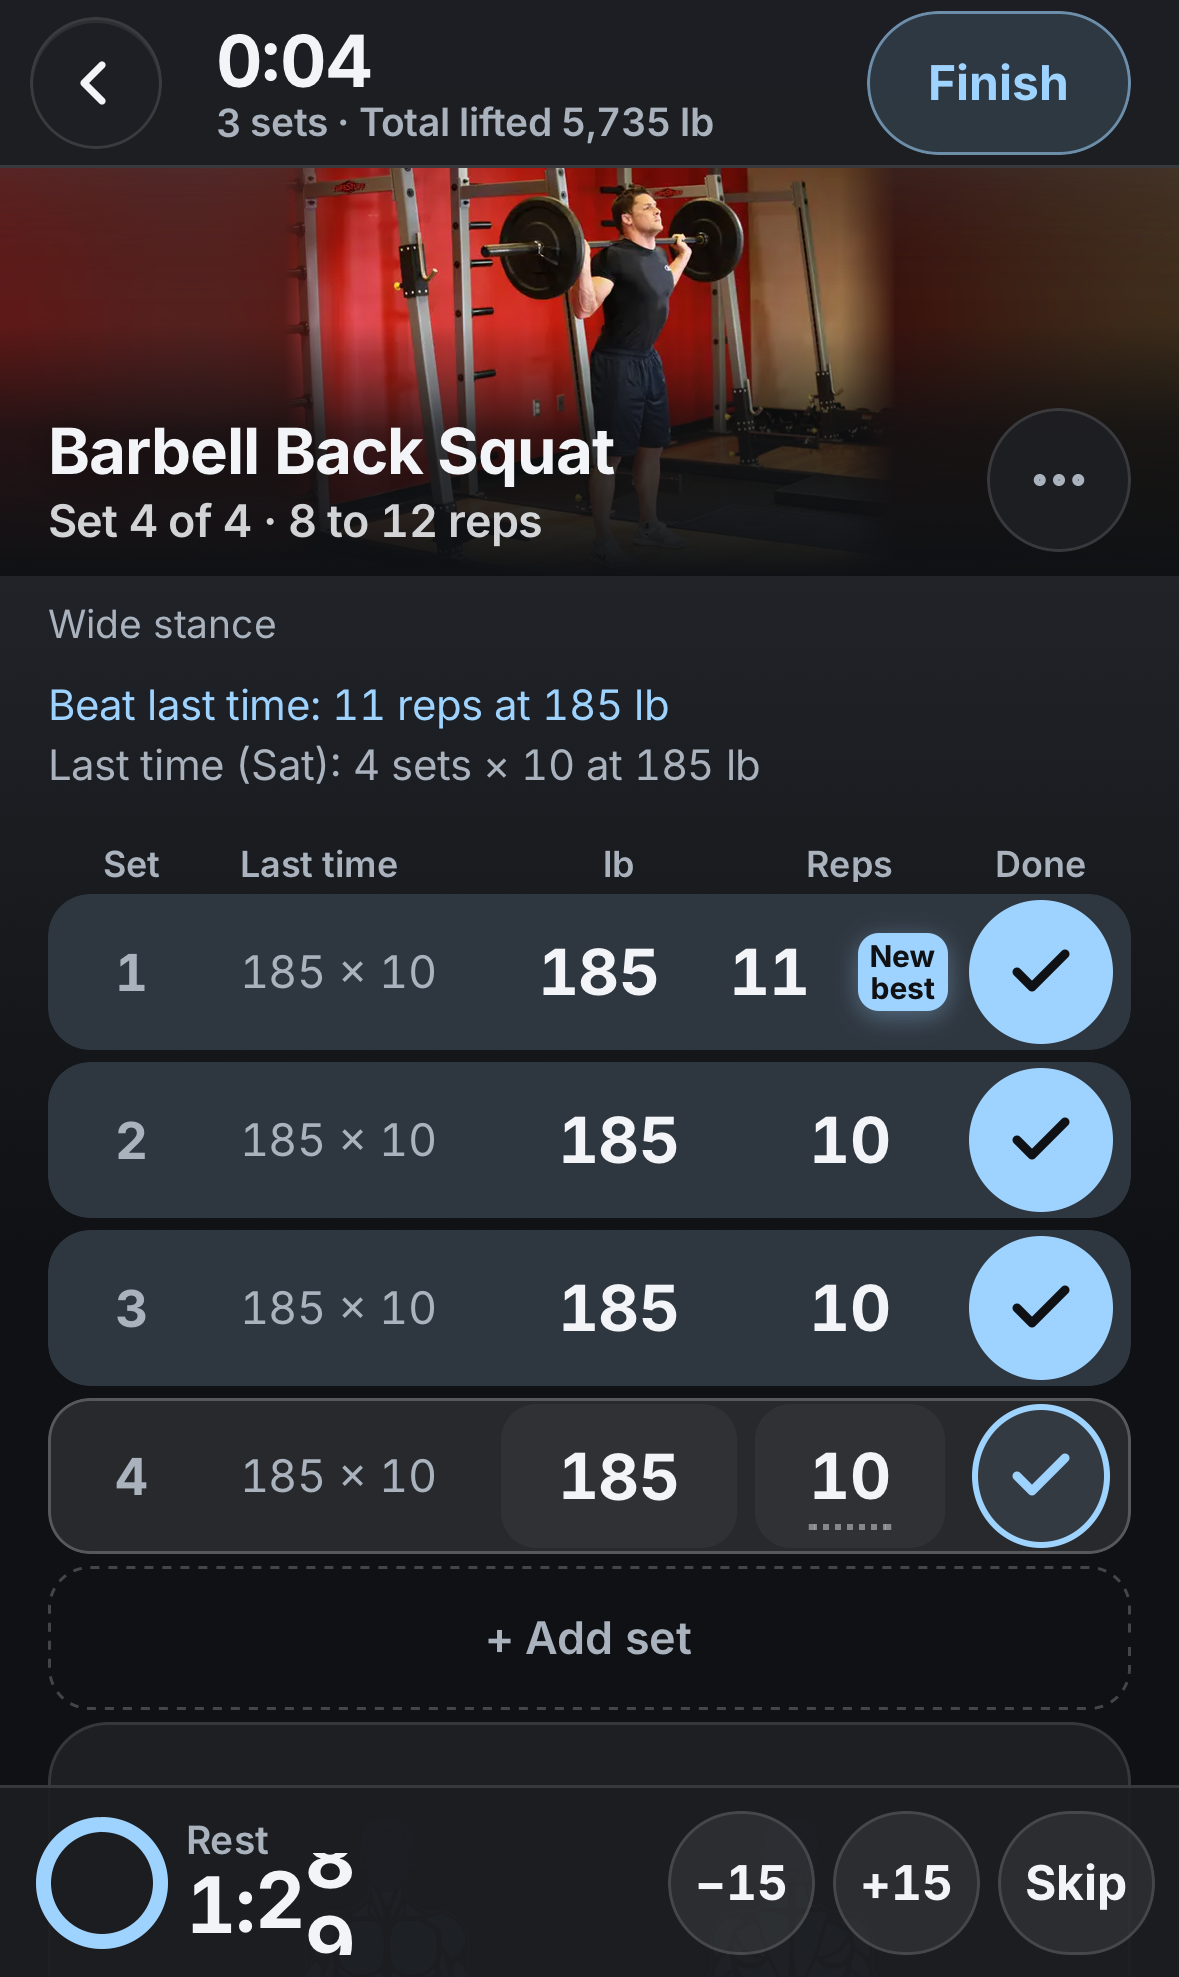 0:04
3 sets · Total lifted 5,735 lb
Finish
Barbell Back Squat
Set 4 of 4 · 8 to 12 reps
Wide stance
Beat last time: 11 reps at 185 lb
Last time (Sat): 4 sets × 10 at 185 lb
Set Last time lb Reps Done
1 185 × 10 185 11 New best
2 185 × 10 185 10
3 185 × 10 185 10
4 185 × 10 185 10
+ Add set
Rest
1:2
−15 +15 Skip